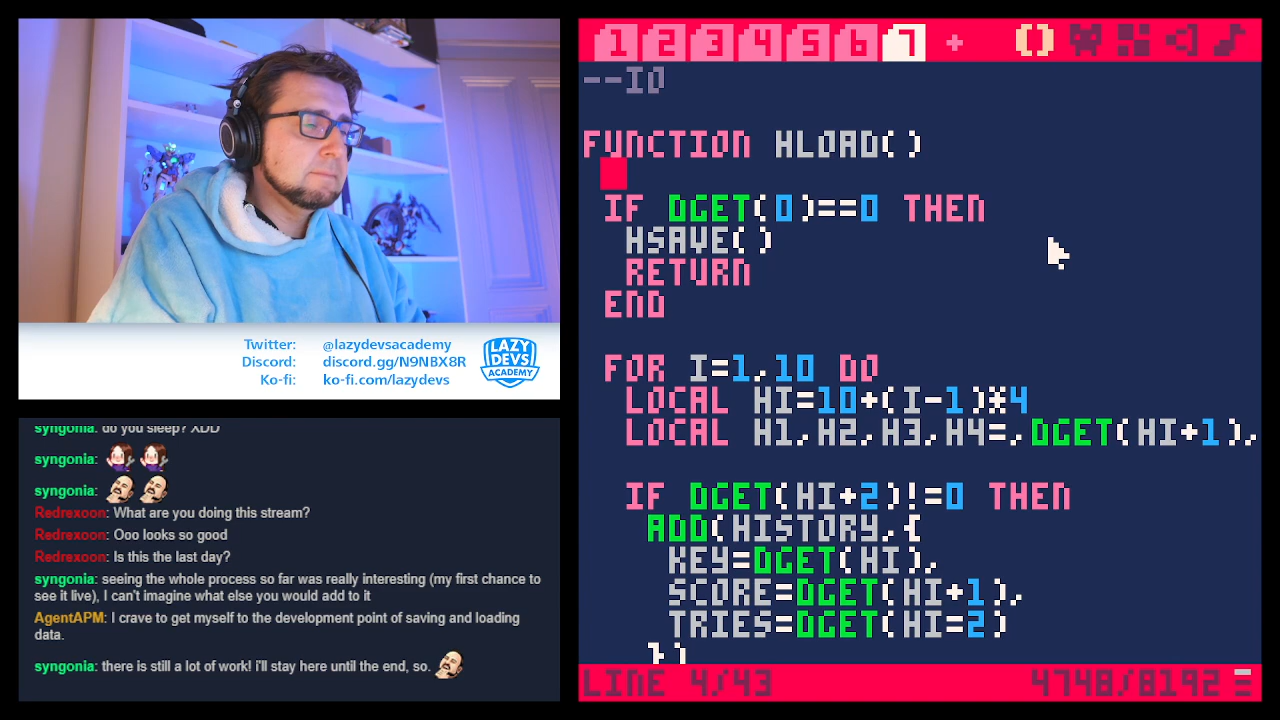 Twitter: @lazydevsacademy
Discord: discord.gg/N9NBX8R
Ko-fi: ko-fi.com/lazydevs
LAZY
DEVS
ACADEMY
syngonia: do you sleep? XDD
syngonia:
syngonia:
Redrexoon: What are you doing this stream?
Redrexoon: Ooo looks so good
Redrexoon: Is this the last day?
syngonia: seeing the whole process so far was really interesting (my first chance to
see it live), I can't imagine what else you would add to it
AgentAPM: I crave to get myself to the development point of saving and loading
data.
syngonia: there is still a lot of work! i'll stay here until the end, so.
1 2 3 4 5 6 7 + ()
--IO
FUNCTION HLOAD()
IF DGET(0)==0 THEN
HSAVE()
RETURN
END
FOR I=1,10 DO
LOCAL HI=10+(I-1)*4
LOCAL H1,H2,H3,H4=,DGET(HI+1),
IF DGET(HI+2)!=0 THEN
ADD(HISTORY,{
KEY=DGET(HI),
SCORE=DGET(HI+1),
TRIES=DGET(HI=2)
})
LINE 4/43 4748/8192